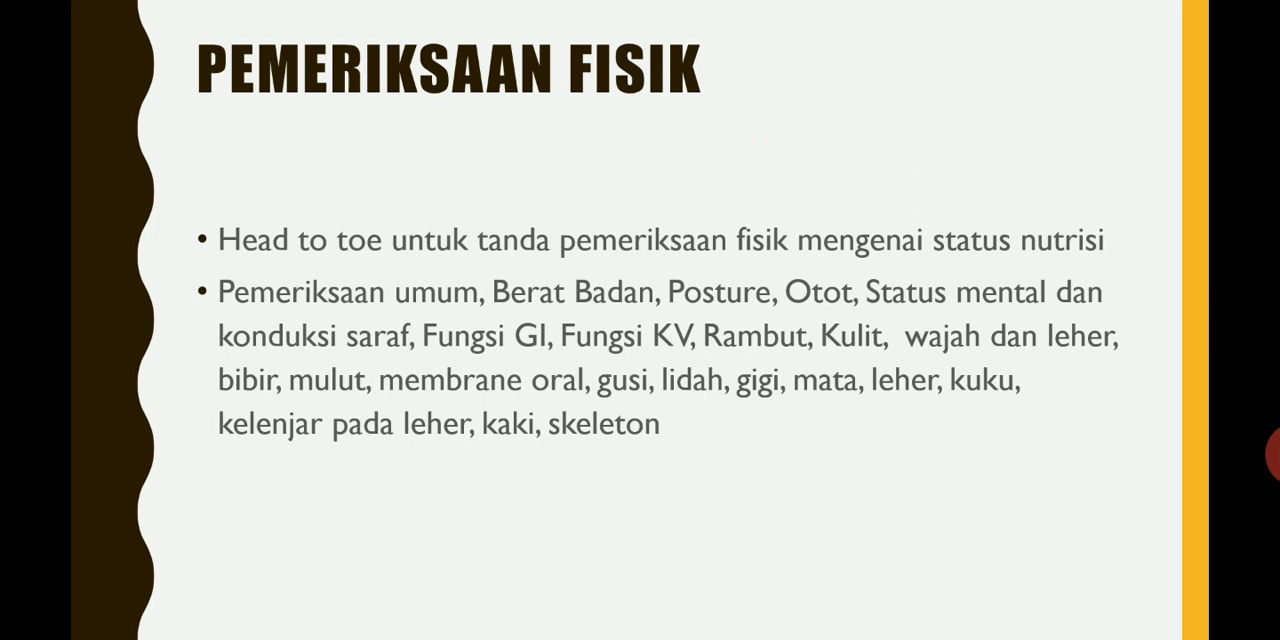 PEMERIKSAAN FISIK
• Head to toe untuk tanda pemeriksaan fisik mengenai status nutrisi
• Pemeriksaan umum, Berat Badan, Posture, Otot, Status mental dan
konduksi saraf, Fungsi GI, Fungsi KV, Rambut, Kulit,  wajah dan leher,
bibir, mulut, membrane oral, gusi, lidah, gigi, mata, leher, kuku,
kelenjar pada leher, kaki, skeleton